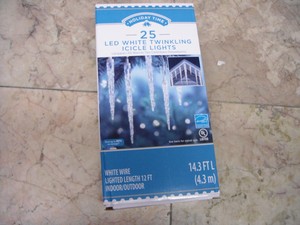 HOLIDAY TIME
25
LED WHITE TWINKLING
ICICLE LIGHTS
WHITE WIRE
LIGHTED LENGTH 12 FT
INDOOR/OUTDOOR
14.3 FT L
(4.3 m)